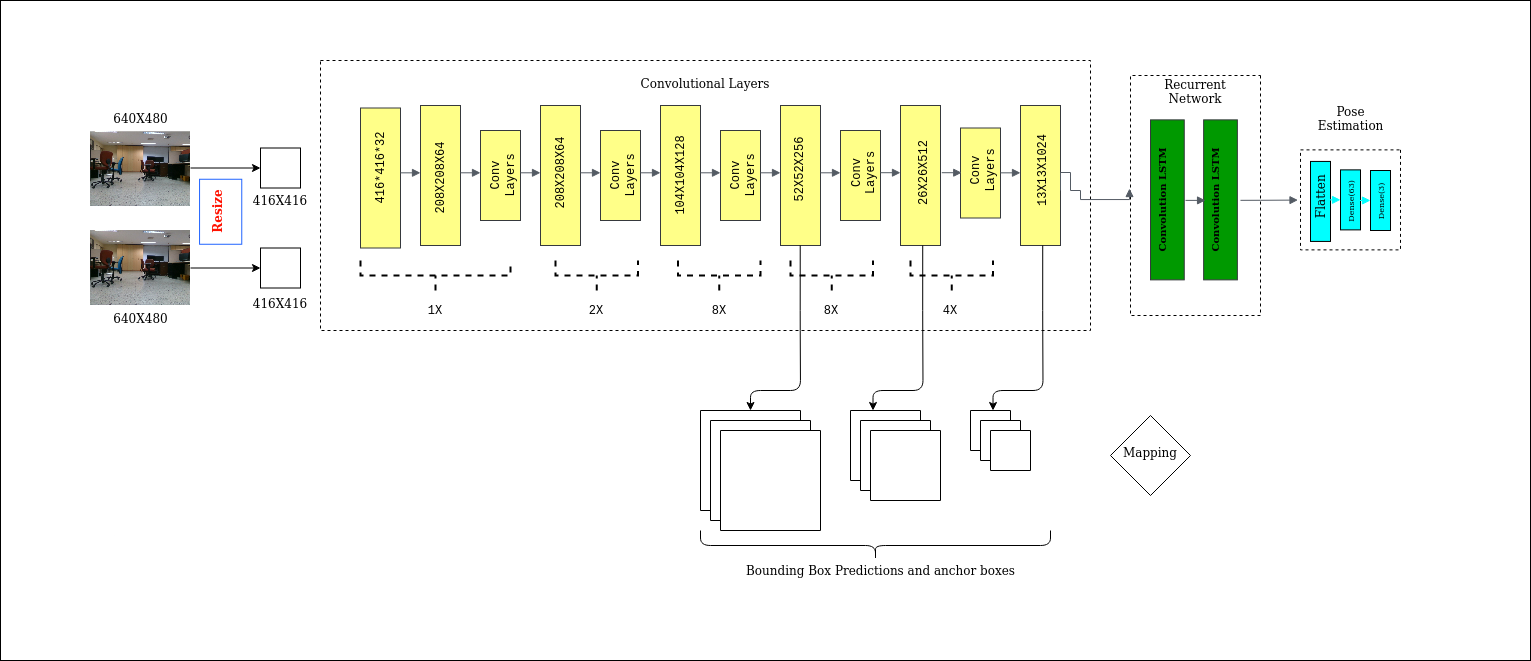 640X480
416X416
Resize
416X416
640X480
Convolutional Layers
416*416*32
208X208X64
Conv
Layers
208X208X64
Conv
Layers
104X104X128
Conv
Layers
52X52X256
Conv
Layers
26X26X512
Conv
Layers
13X13X1024
1X
2X
8X
8X
4X
Recurrent
Network
Convolution LSTM
Convolution LSTM
Pose
Estimation
Flatten
Dense(63)
Dense(3)
Mapping
Bounding Box Predictions and anchor boxes